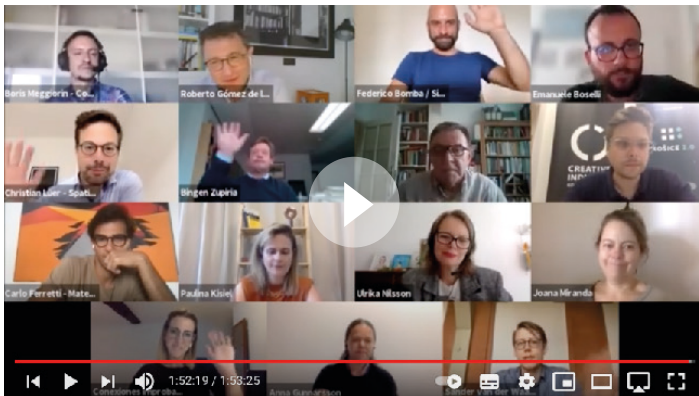 Boris Meggiorin - Co...
Roberto Gómez de l...
Federico Bomba / Si...
Emanuele Boselli
Christian Lüer - Spati...
Bingen Zupiria
CREATIVE
Carlo Ferretti - Mate...
Paulina Kisiel
Ulrika Nilsson
Joana Miranda
Conexiones improba...
Anna Gunnarsson
Sander van der Waa...
1:52:19 / 1:53:25